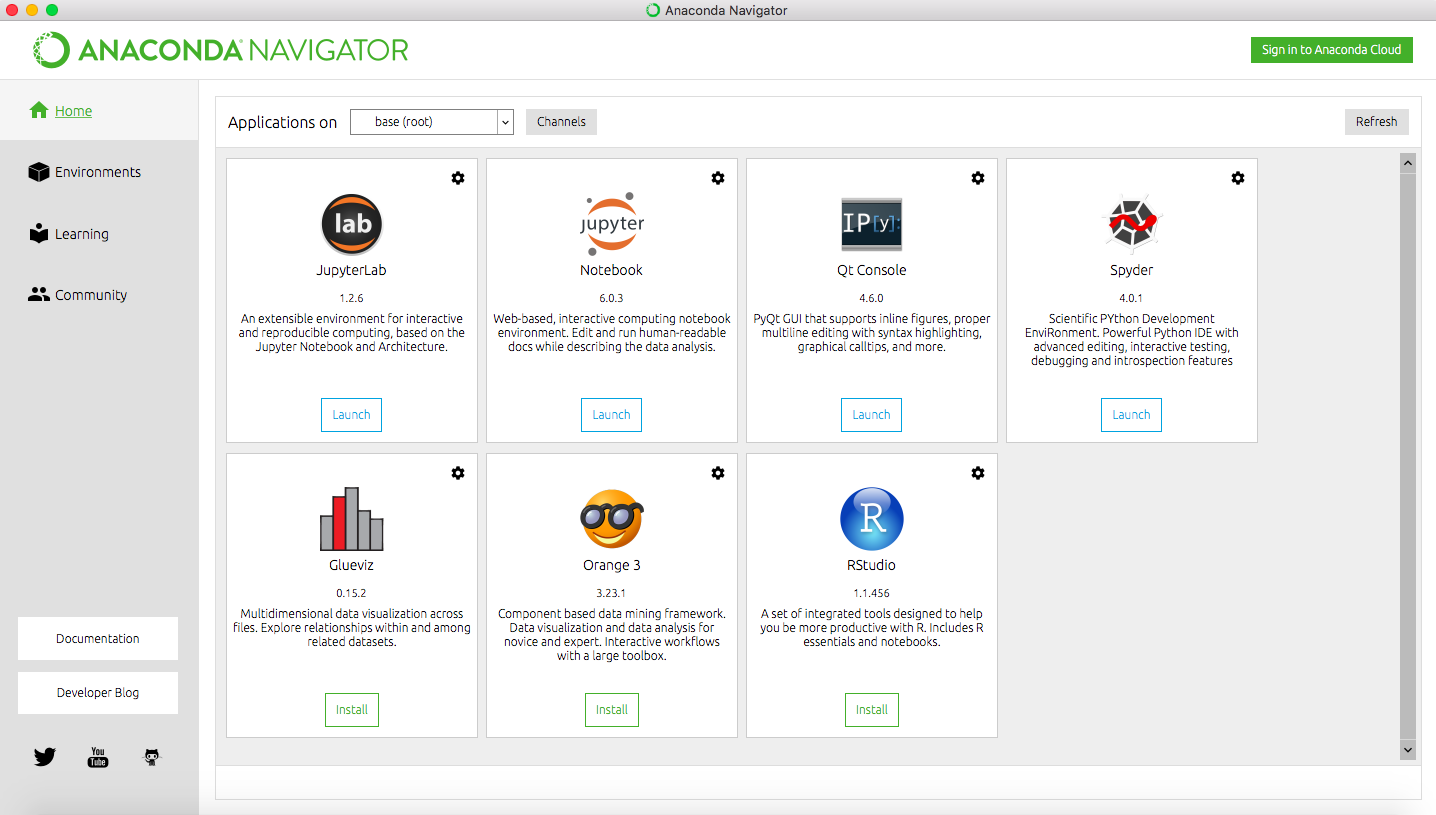 Anaconda Navigator
ANACONDA NAVIGATOR
Sign in to Anaconda Cloud
Home
Environments
Learning
Community
Documentation
Developer Blog
You
Tube
Applications on
base (root)
Channels
Refresh
lab
JupyterLab
1.2.6
An extensible environment for interactive
and reproducible computing, based on the
Jupyter Notebook and Architecture.
Launch
jupyter
Notebook
6.0.3
Web-based, interactive computing notebook
environment. Edit and run human-readable
docs while describing the data analysis.
Launch
IP[y]:
Qt Console
4.6.0
PyQt GUI that supports inline figures, proper
multiline editing with syntax highlighting,
graphical calltips, and more.
Launch
Spyder
4.0.1
Scientific PYthon Development
EnviRonment. Powerful Python IDE with
advanced editing, interactive testing,
debugging and introspection features
Launch
Glueviz
0.15.2
Multidimensional data visualization across
files. Explore relationships within and among
related datasets.
Install
Orange 3
3.23.1
Component based data mining framework.
Data visualization and data analysis for
novice and expert. Interactive workflows
with a large toolbox.
Install
R
RStudio
1.1.456
A set of integrated tools designed to help
you be more productive with R. Includes R
essentials and notebooks.
Install